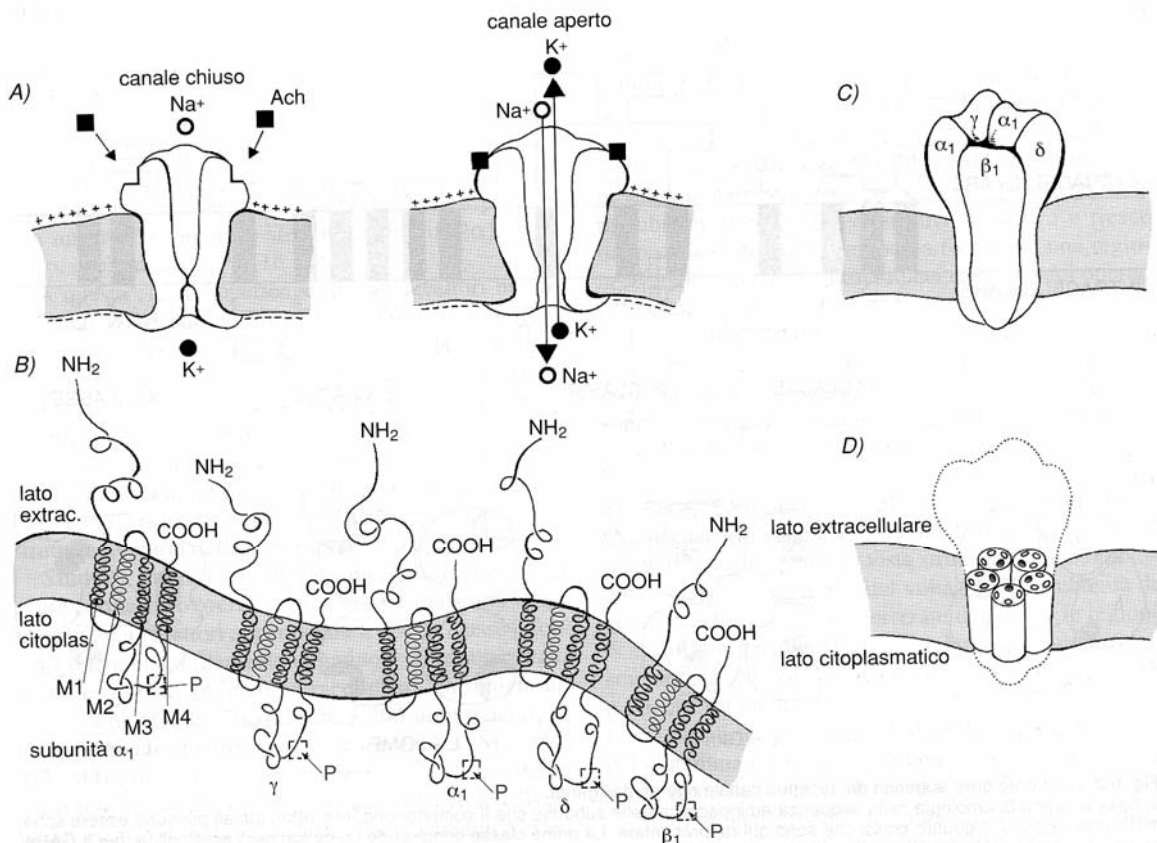 A)
canale chiuso
Na+
Ach
K+
canale aperto
K+
Na+
K+
Na+
C)
γ
α1
α1
β1
δ
B)
NH2
NH2
NH2
NH2
NH2
lato
extrac.
COOH
COOH
COOH
COOH
COOH
lato
citoplas.
M1
M2
M3
M4
P
subunità α1
γ
P
α1
P
δ
P
β1
P
D)
lato extracellulare
lato citoplasmatico